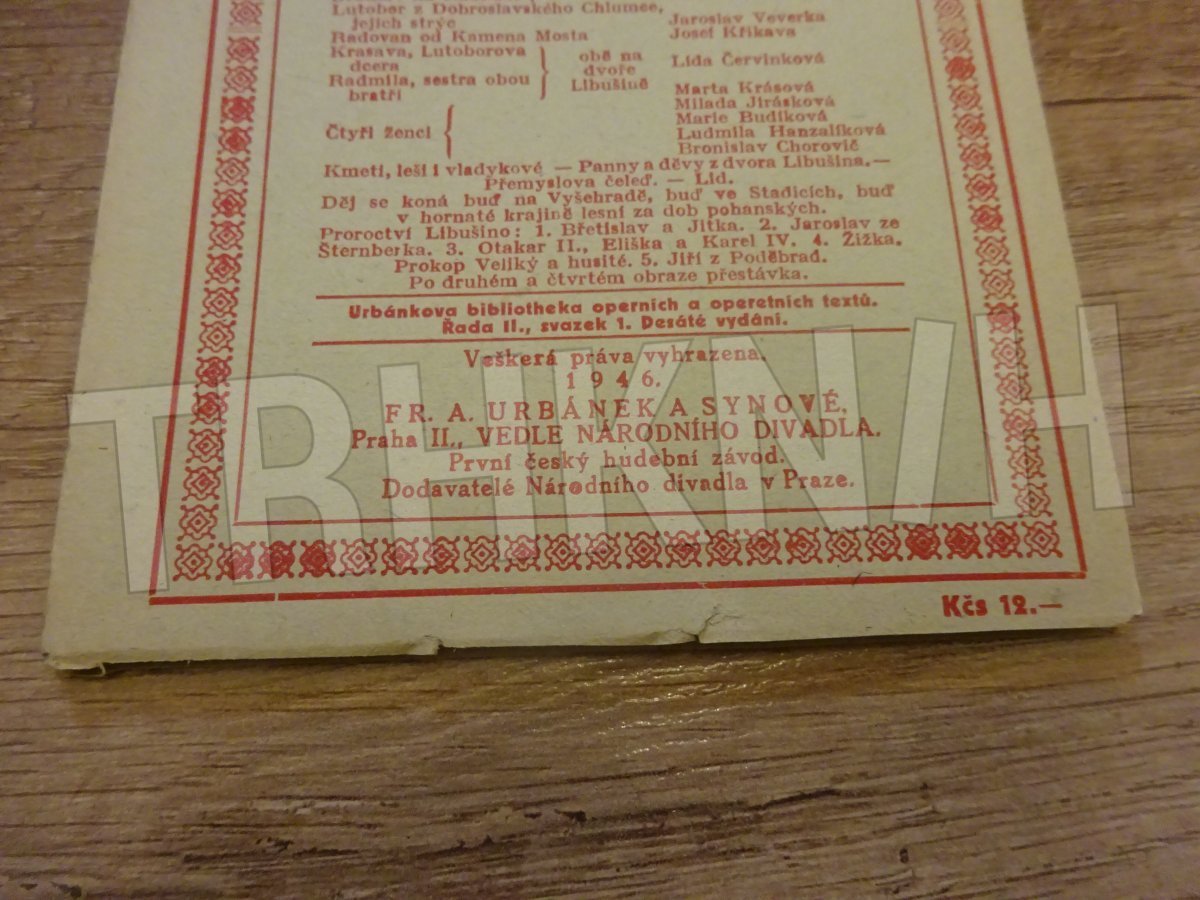 Lutobor z Dobroslavského Chlumce,
jejich strýc Jaroslav Veverka
Radovan od Kamena Mosta Josef Křikava
Krasava, Lutoborova
dcera
Radmila, sestra obou
bratří
obě na
dvoře
Libušině
Lída Červinková
Marta Krásová
Čtyři ženci
Milada Jirásková
Marie Budíková
Ludmila Hanzalíková
Bronislav Chorovič
Kmeti, leši i vladykové — Panny a děvy z dvora Libušina. —
Přemyslova čeleď. — Lid.
Děj se koná buď na Vyšehradě, buď ve Stadicích, buď
v hornaté krajině lesní za dob pohanských.
Proroctví Libušino: 1. Břetislav a Jitka. 2. Jaroslav ze
Šternberka. 3. Otakar II., Eliška a Karel IV. 4. Žižka,
Prokop Veliký a husité. 5. Jiří z Poděbrad.
Po druhém a čtvrtém obraze přestávka.
Urbánkova bibliotheka operních a operetních textů.
Řada II., svazek 1. Desáté vydání.
Veškerá práva vyhrazena.
1946.
FR. A. URBÁNEK A SYNOVÉ,
Praha II., VEDLE NÁRODNÍHO DIVADLA.
První český hudební závod.
Dodavatelé Národního divadla v Praze.
Kčs 12.—
TRHKNIH